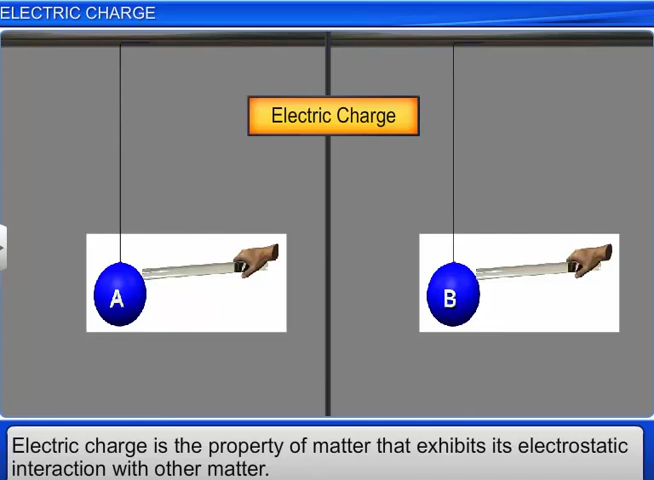 ELECTRIC CHARGE
Electric Charge
A
B
Electric charge is the property of matter that exhibits its electrostatic
interaction with other matter.